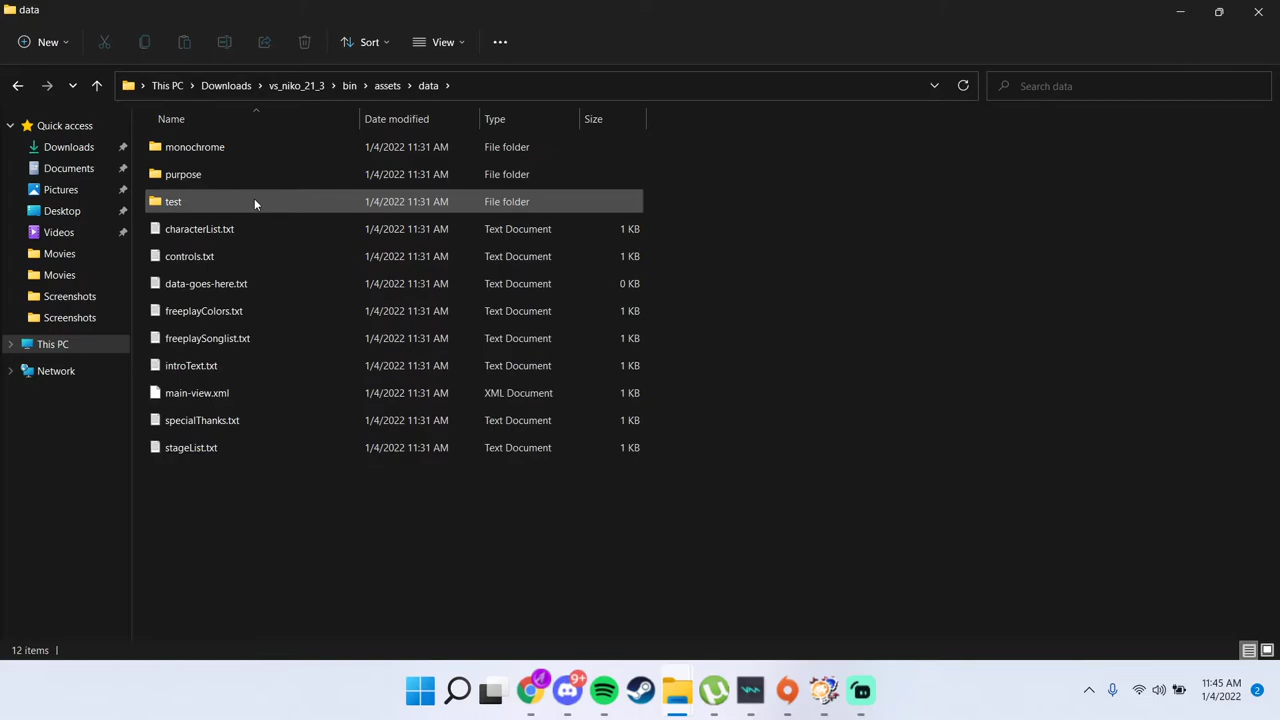 data
New Sort View
This PC Downloads vs_niko_21_3 bin assets data Search data
Name Date modified Type Size
Quick access
Downloads
Documents
Pictures
Desktop
Videos
Movies
Movies
Screenshots
Screenshots
This PC
Network
monochrome 1/4/2022 11:31 AM File folder
purpose 1/4/2022 11:31 AM File folder
test 1/4/2022 11:31 AM File folder
characterList.txt 1/4/2022 11:31 AM Text Document 1 KB
controls.txt 1/4/2022 11:31 AM Text Document 1 KB
data-goes-here.txt 1/4/2022 11:31 AM Text Document 0 KB
freeplayColors.txt 1/4/2022 11:31 AM Text Document 1 KB
freeplaySonglist.txt 1/4/2022 11:31 AM Text Document 1 KB
introText.txt 1/4/2022 11:31 AM Text Document 1 KB
main-view.xml 1/4/2022 11:31 AM XML Document 1 KB
specialThanks.txt 1/4/2022 11:31 AM Text Document 1 KB
stageList.txt 1/4/2022 11:31 AM Text Document 1 KB
12 items
9+
11:45 AM
1/4/2022
2